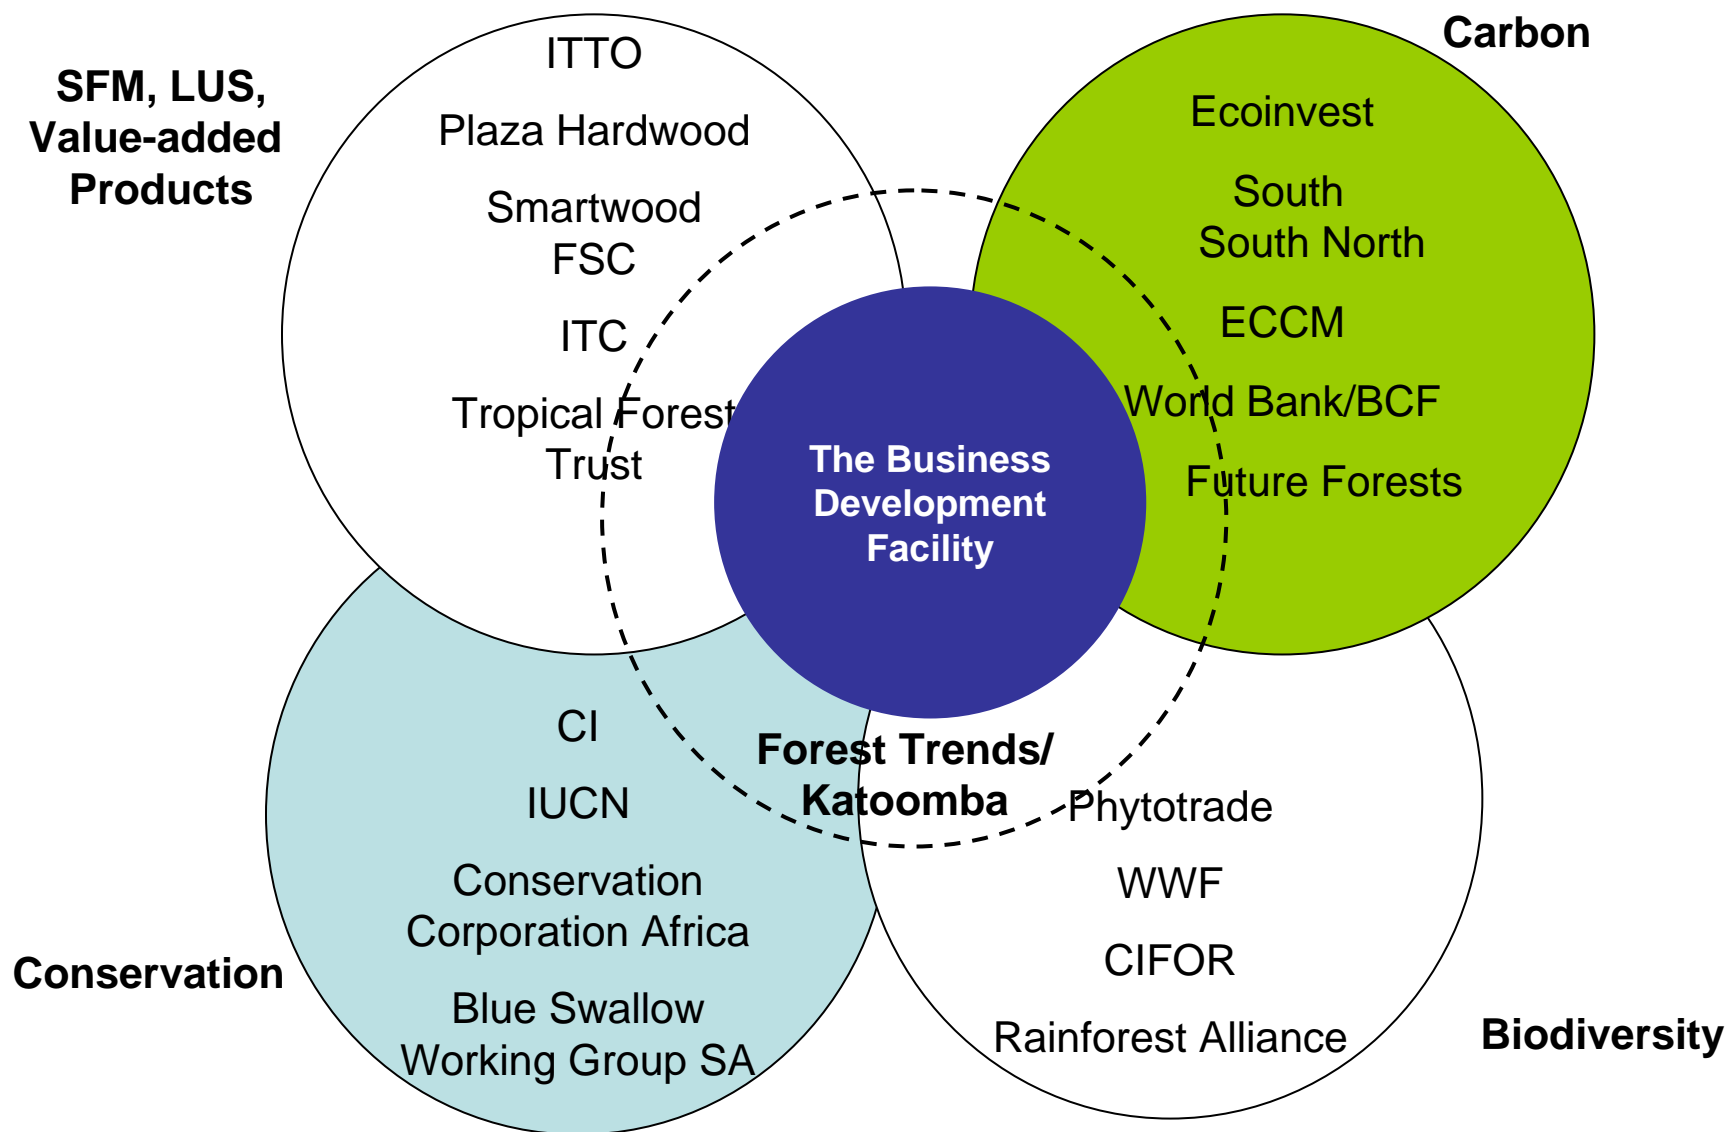 SFM, LUS,
Value-added
Products
ITTO
Plaza Hardwood
Smartwood
FSC
ITC
Tropical Forest
Trust
Carbon
Ecoinvest
South
South North
ECCM
World Bank/BCF
Future Forests
The Business
Development
Facility
Forest Trends/
Katoomba
Conservation
CI
IUCN
Conservation
Corporation Africa
Blue Swallow
Working Group SA
Phytotrade
WWF
CIFOR
Rainforest Alliance
Biodiversity